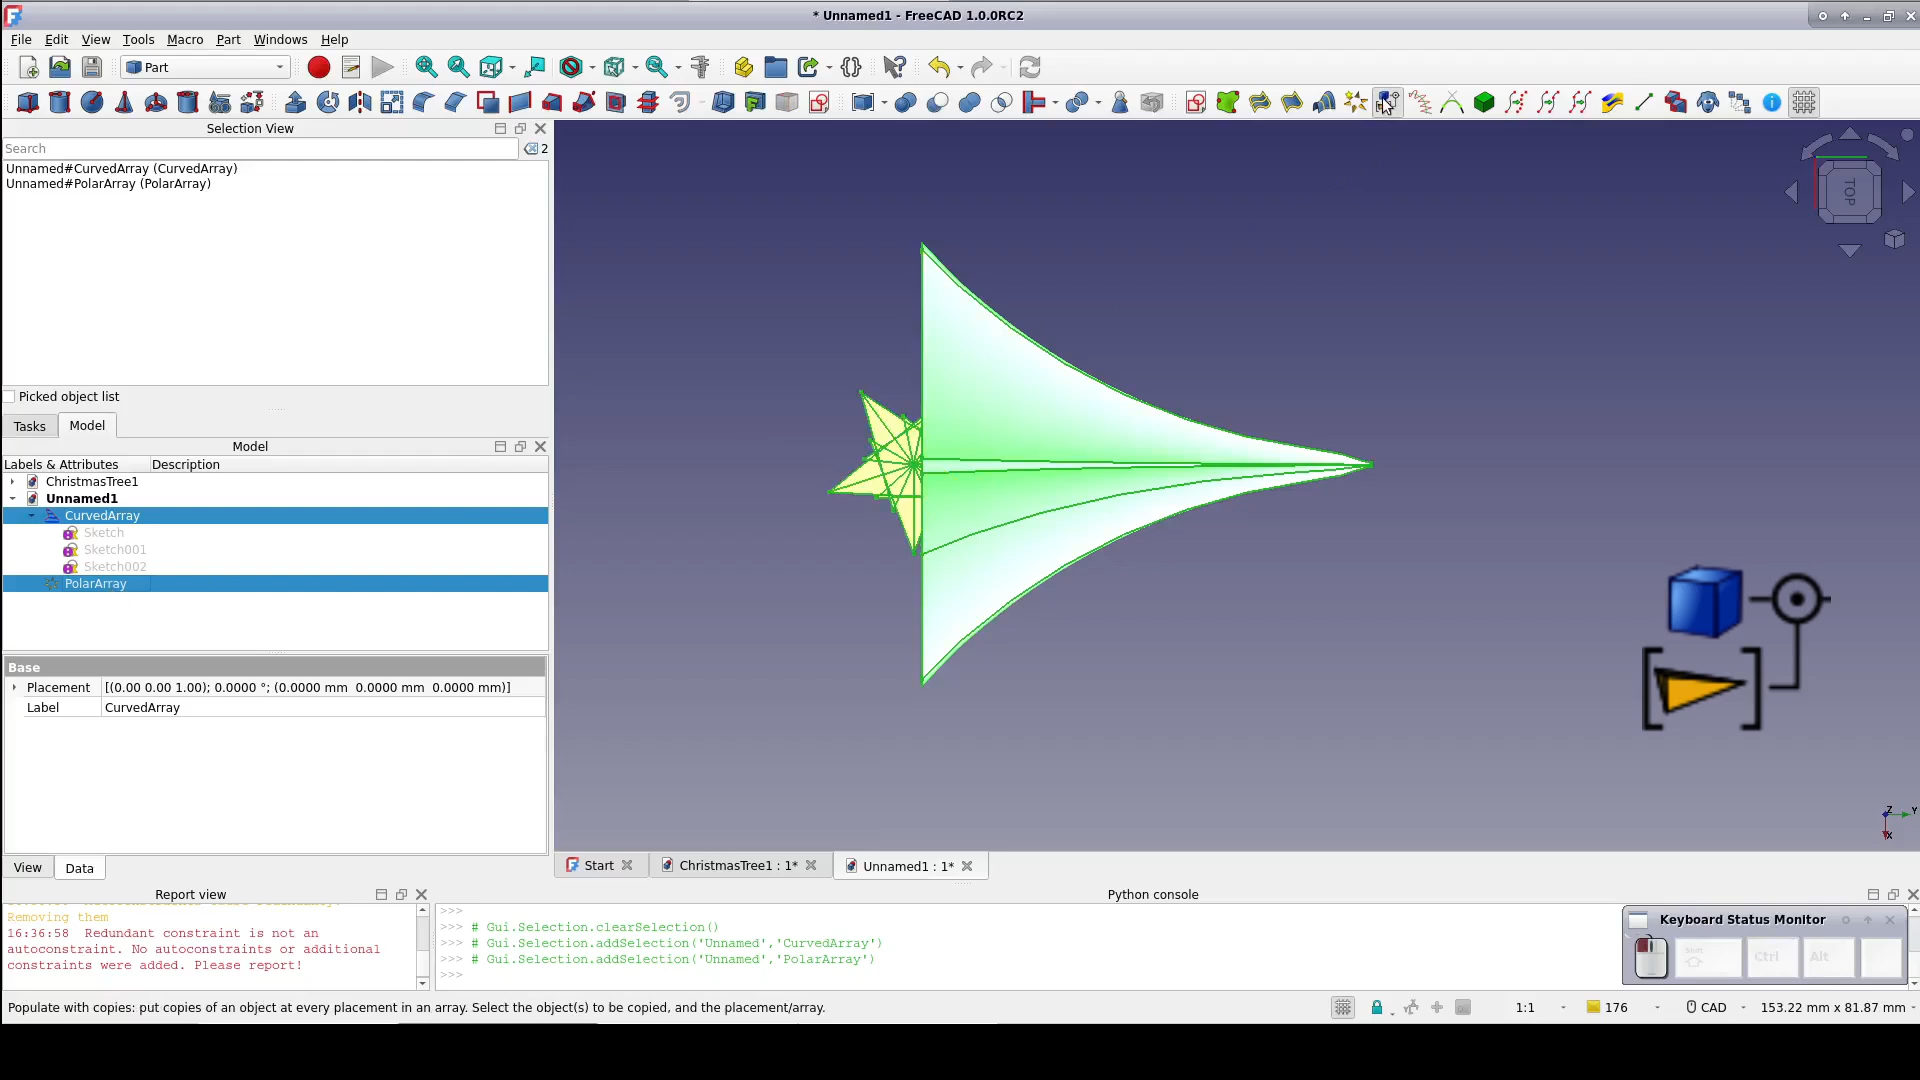 * Unnamed1 - FreeCAD 1.0.0RC2
File Edit View Tools Macro Part Windows Help
Part
Selection View
Search
2
Unnamed#CurvedArray (CurvedArray)
Unnamed#PolarArray (PolarArray)
Picked object list
Tasks Model
Model
Labels & Attributes Description
ChristmasTree1
Unnamed1
CurvedArray
Sketch
Sketch001
Sketch002
PolarArray
Base
Placement [(0.00 0.00 1.00); 0.0000 °; (0.0000 mm 0.0000 mm 0.0000 mm)]
Label CurvedArray
View Data
TOP
Z
Y
X
Start ChristmasTree1 : 1* Unnamed1 : 1*
Report view
Removing them
16:36:58 Redundant constraint is not an
autoconstraint. No autoconstraints or additional
constraints were added. Please report!
Python console
>>>
>>> # Gui.Selection.clearSelection()
>>> # Gui.Selection.addSelection('Unnamed','CurvedArray')
>>> # Gui.Selection.addSelection('Unnamed','PolarArray')
>>>
Keyboard Status Monitor
Shift Ctrl Alt
Populate with copies: put copies of an object at every placement in an array. Select the object(s) to be copied, and the placement/array.
1:1 176 CAD 153.22 mm x 81.87 mm